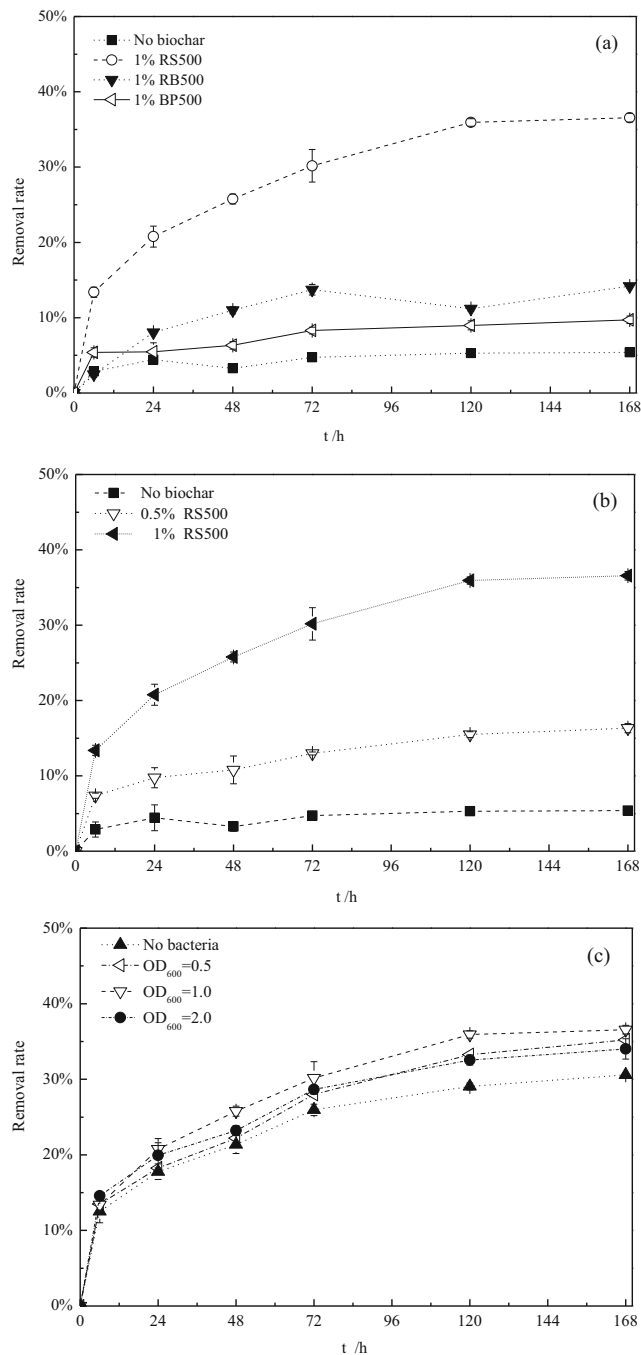 50%
40%
30%
20%
10%
0%
Removal rate
No biochar
1% RS500
1% RB500
1% BP500
(a)
0 24 48 72 96 120 144 168
t /h
50%
40%
30%
20%
10%
0%
Removal rate
No biochar
0.5% RS500
1% RS500
(b)
0 24 48 72 96 120 144 168
t /h
50%
40%
30%
20%
10%
0%
Removal rate
No bacteria
OD600=0.5
OD600=1.0
OD600=2.0
(c)
0 24 48 72 96 120 144 168
t /h